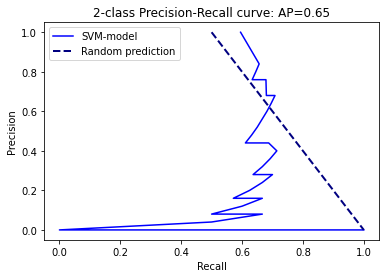 2-class Precision-Recall curve: AP=0.65
SVM-model
Random prediction
Precision
1.0
0.8
0.6
0.4
0.2
0.0
0.0 0.2 0.4 0.6 0.8 1.0
Recall